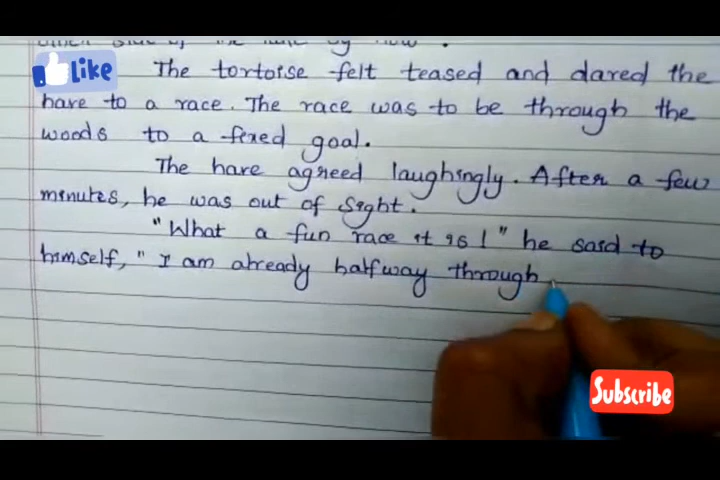 Like
The tortoise felt teased and dared the
hare to a race. The race was to be through the
woods to a fixed goal.
The hare agreed laughingly. After a few
minutes, he was out of sight.
"What a fun race it is!" he said to
himself, "I am already halfway through
Subscribe